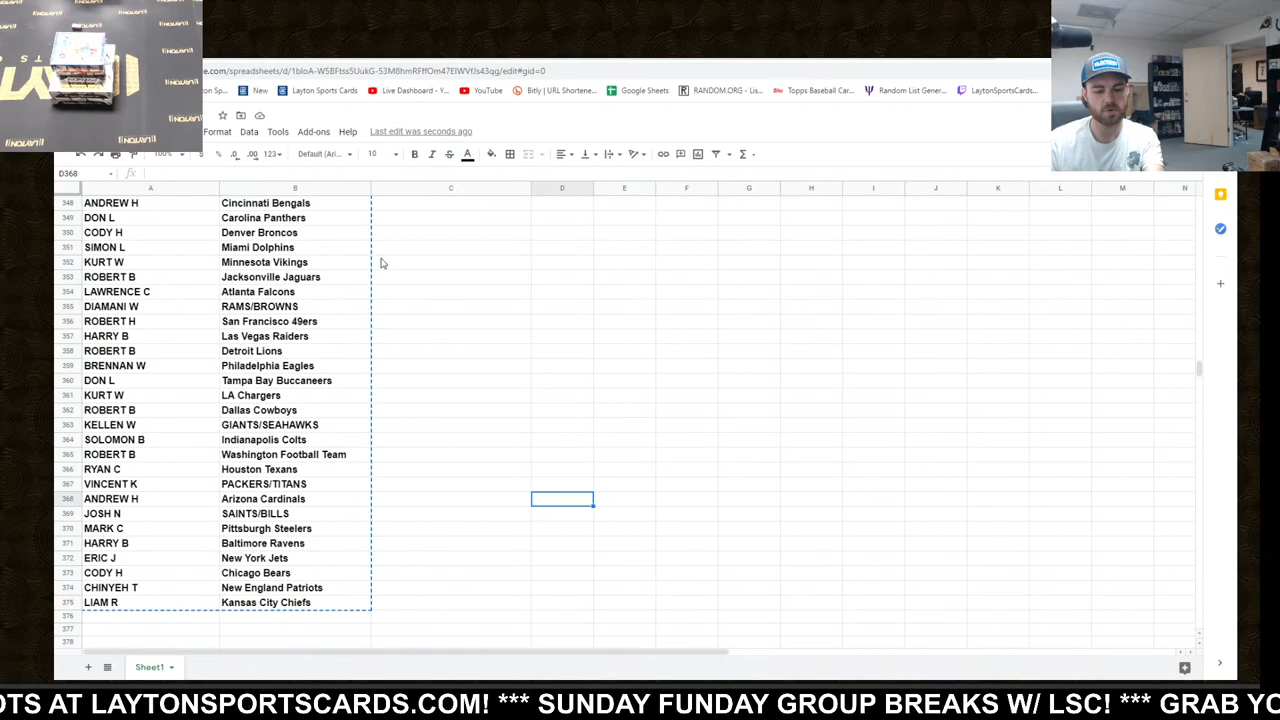 .com/spreadsheets/d/1bloA-W5BFbs5UukG-53M8hmRFffOm47EIWVfJs43qg/edit#gid=0
on Sp... New Layton Sports Cards Live Dashboard - Y... YouTube Bitly | URL Shortene... Google Sheets RANDOM.ORG - Lis... Topps Baseball Car... Random List Gener... LaytonSportsCards...
Format Data Tools Add-ons Help Last edit was seconds ago
100% % .0 .00 123 Default (Ari... 10 B I S A
D368 fx
A B C D E F G H I J K L M N
348 ANDREW H Cincinnati Bengals
349 DON L Carolina Panthers
350 CODY H Denver Broncos
351 SIMON L Miami Dolphins
352 KURT W Minnesota Vikings
353 ROBERT B Jacksonville Jaguars
354 LAWRENCE C Atlanta Falcons
355 DIAMANI W RAMS/BROWNS
356 ROBERT H San Francisco 49ers
357 HARRY B Las Vegas Raiders
358 ROBERT B Detroit Lions
359 BRENNAN W Philadelphia Eagles
360 DON L Tampa Bay Buccaneers
361 KURT W LA Chargers
362 ROBERT B Dallas Cowboys
363 KELLEN W GIANTS/SEAHAWKS
364 SOLOMON B Indianapolis Colts
365 ROBERT B Washington Football Team
366 RYAN C Houston Texans
367 VINCENT K PACKERS/TITANS
368 ANDREW H Arizona Cardinals
369 JOSH N SAINTS/BILLS
370 MARK C Pittsburgh Steelers
371 HARRY B Baltimore Ravens
372 ERIC J New York Jets
373 CODY H Chicago Bears
374 CHINYEH T New England Patriots
375 LIAM R Kansas City Chiefs
376
377
378
Sheet1
OTS AT LAYTONSPORTSCARDS.COM! *** SUNDAY FUNDAY GROUP BREAKS W/ LSC! *** GRAB YO